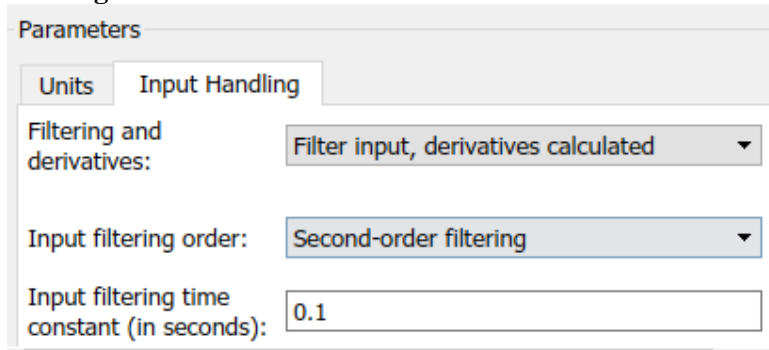 Parameters
Units Input Handling
Filtering and
derivatives:
Filter input, derivatives calculated
Input filtering order: Second-order filtering
Input filtering time
constant (in seconds):
0.1